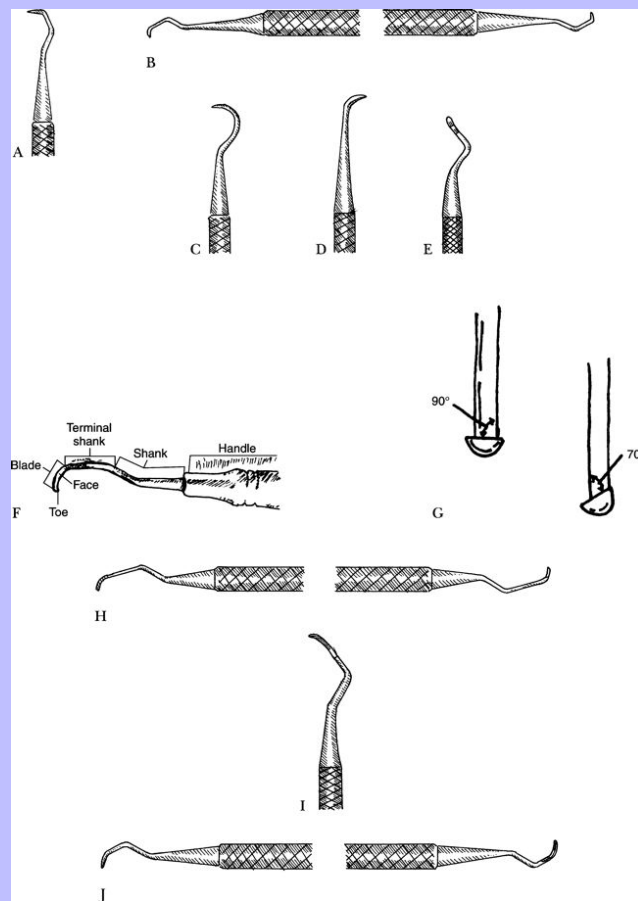 A
B
C
D
E
90°
70
G
Terminal
shank
Shank
Handle
Blade
Face
Toe
F
H
I
J